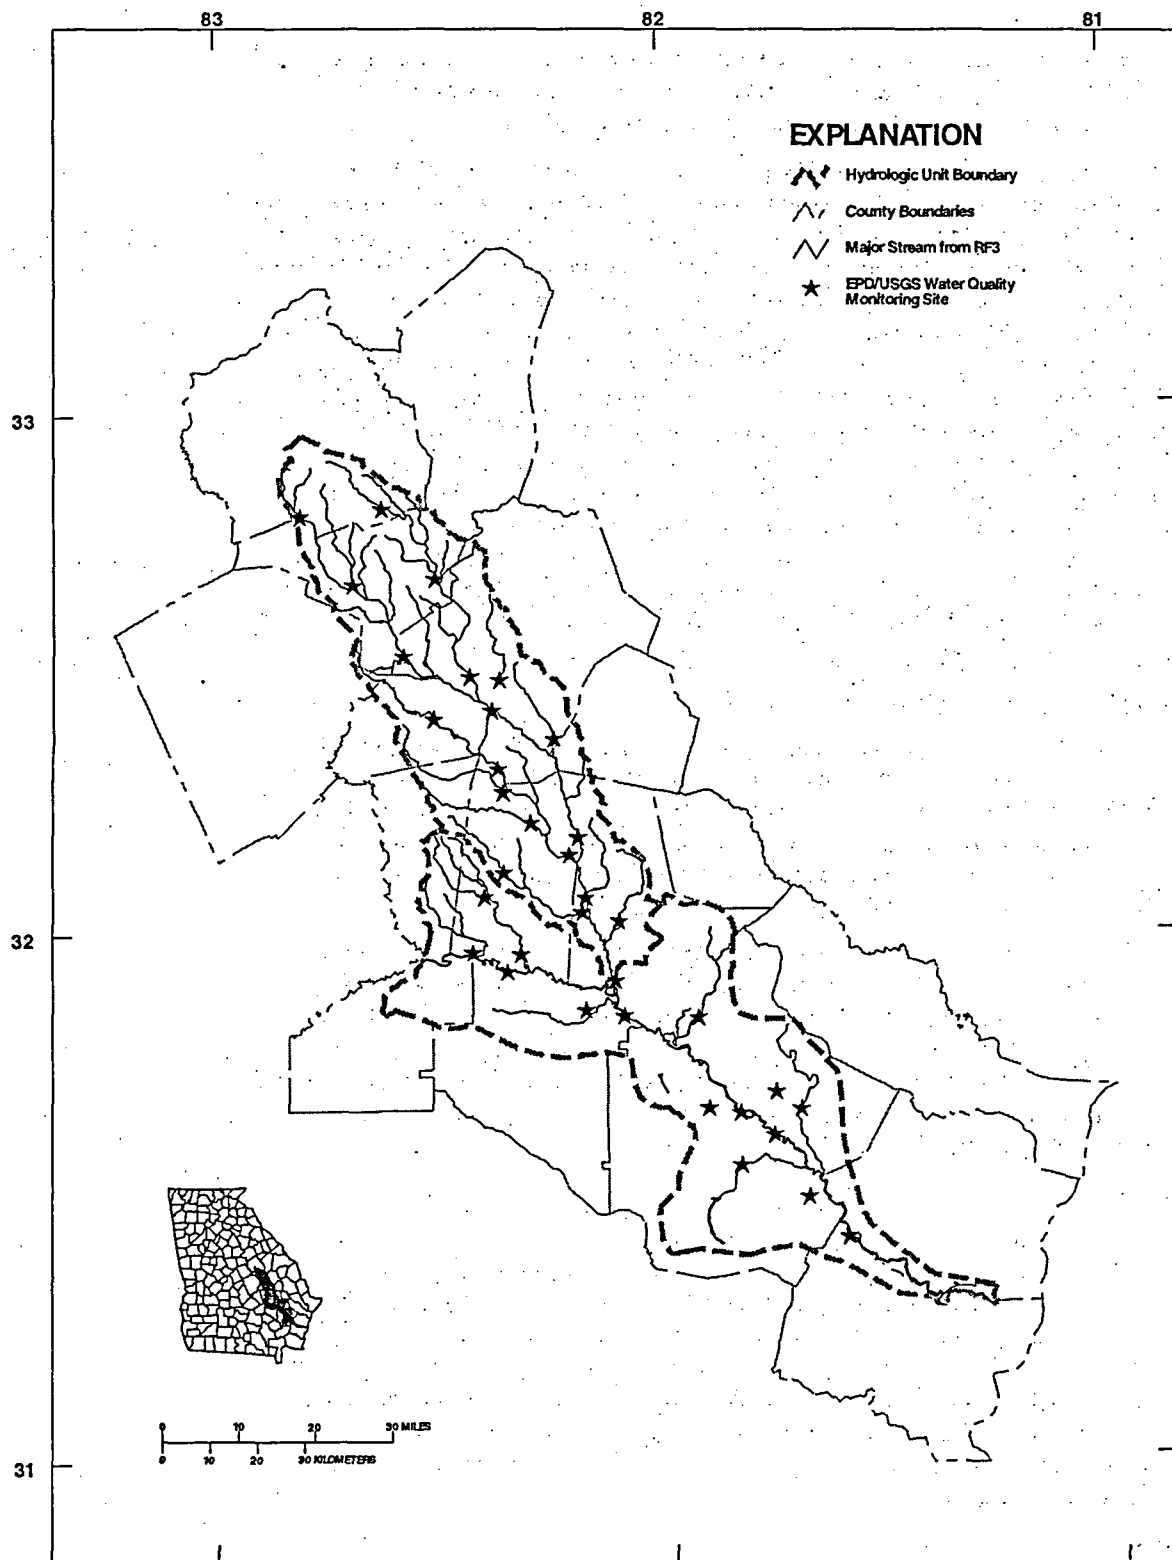 83 82 81
EXPLANATION
Hydrologic Unit Boundary
County Boundaries
Major Stream from RF3
EPD/USGS Water Quality
Monitoring Site
33
32
31
0 10 20 30 MILES
0 10 20 30 KILOMETERS